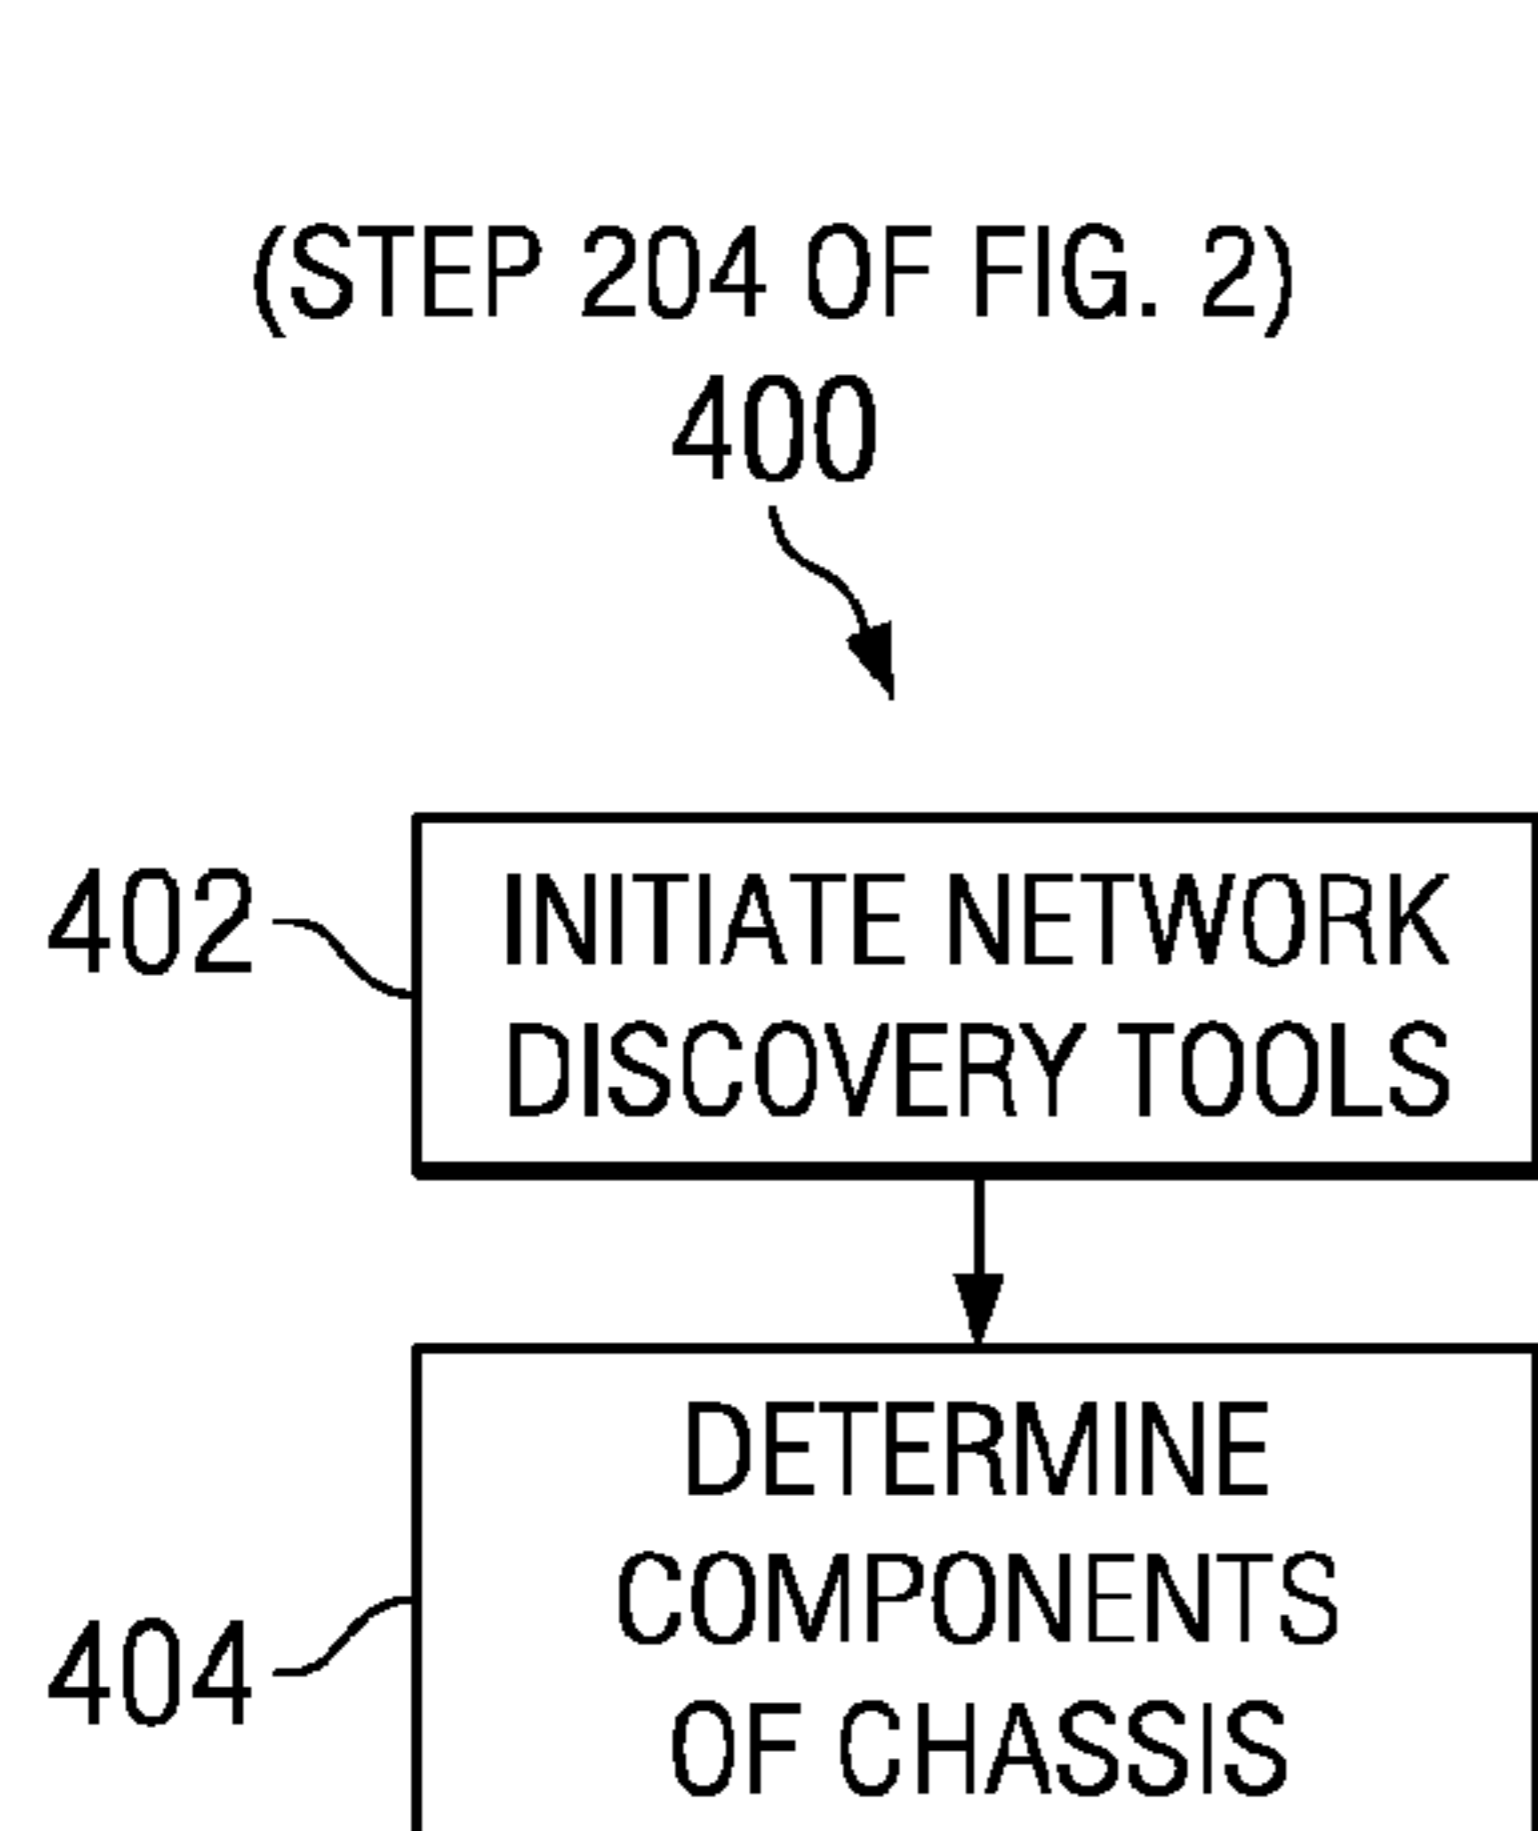 (STEP 204 OF FIG. 2)
400
402
INITIATE NETWORK
DISCOVERY TOOLS
404
DETERMINE
COMPONENTS
OF CHASSIS